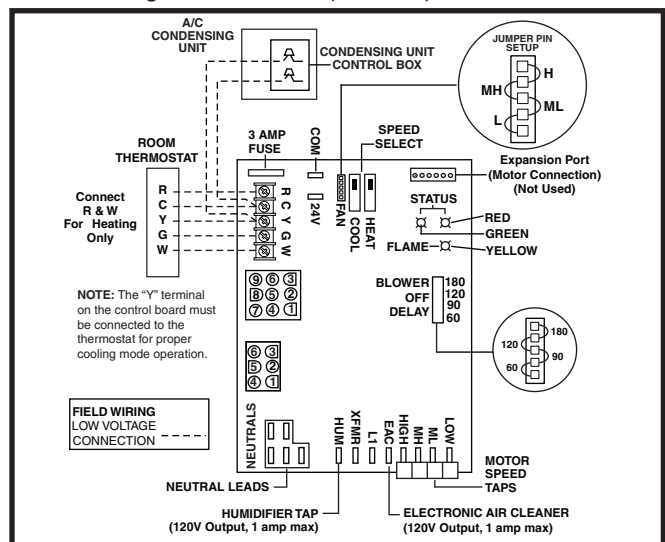 A/C
CONDENSING
UNIT
CONDENSING UNIT
CONTROL BOX
JUMPER PIN
SETUP
H
MH
ML
L
ROOM
THERMOSTAT
3 AMP
FUSE
COM
SPEED
SELECT
Expansion Port
(Motor Connection)
(Not Used)
R
C
Y
G
W
Connect
R & W
For Heating
Only
R
C
Y
G
W
24V
FAN
COOL
HEAT
STATUS
RED
GREEN
FLAME
YELLOW
NOTE: The “Y” terminal
on the control board must
be connected to the
thermostat for proper
cooling mode operation.
9 6 3
8 5 2
7 4 1
BLOWER
OFF
DELAY
180
120
90
60
180
120
90
60
6 3
5 2
4 1
FIELD WIRING
LOW VOLTAGE
CONNECTION
NEUTRALS
HUM
XFMR
L1
EAC
HIGH
MH
ML
LOW
NEUTRAL LEADS
MOTOR
SPEED
TAPS
HUMIDIFIER TAP
(120V Output, 1 amp max)
ELECTRONIC AIR CLEANER
(120V Output, 1 amp max)